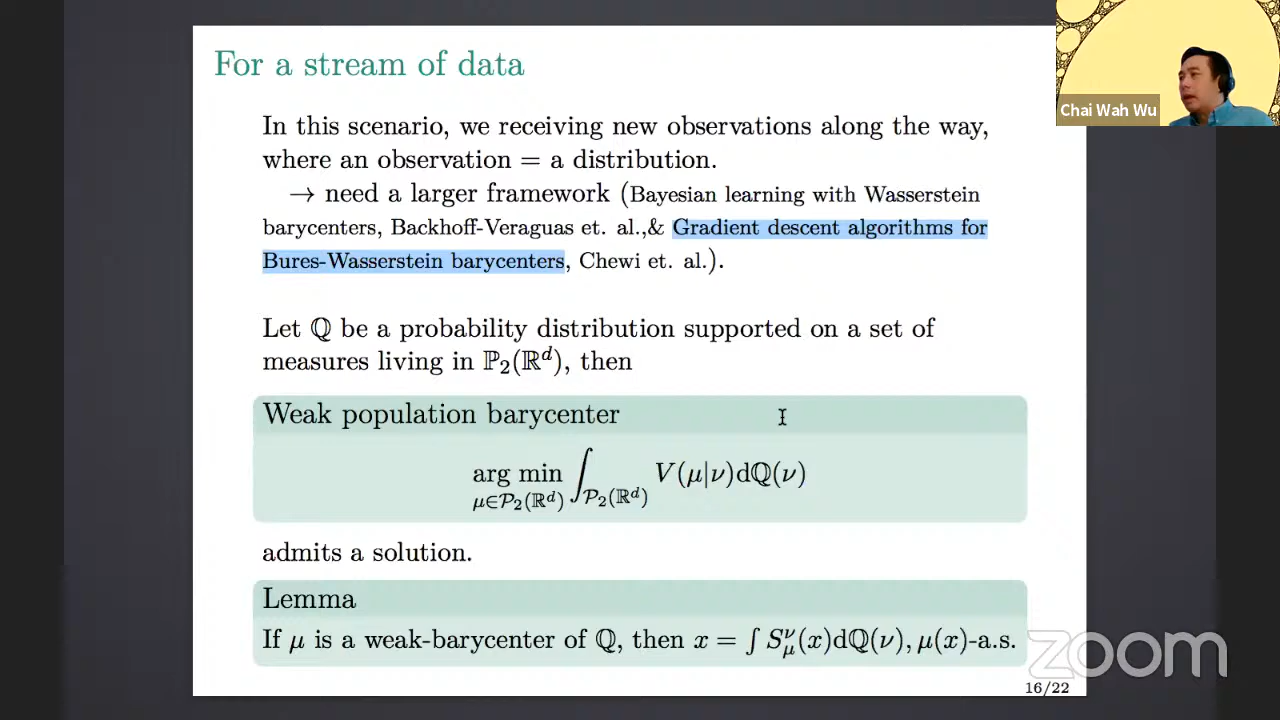 For a stream of data
Chai Wah Wu
In this scenario, we receiving new observations along the way,
where an observation = a distribution.
→ need a larger framework (Bayesian learning with Wasserstein
barycenters, Backhoff-Veraguas et. al.,& Gradient descent algorithms for
Bures-Wasserstein barycenters, Chewi et. al.).
Let ℚ be a probability distribution supported on a set of
measures living in ℙ₂(ℝᵈ), then
Weak population barycenter
arg min ∫ V(μ|ν)dℚ(ν)
μ∈𝒫₂(ℝᵈ) 𝒫₂(ℝᵈ)
admits a solution.
Lemma
If μ is a weak-barycenter of ℚ, then x = ∫ S_μ^ν(x)dℚ(ν), μ(x)-a.s.
zoom
16/22